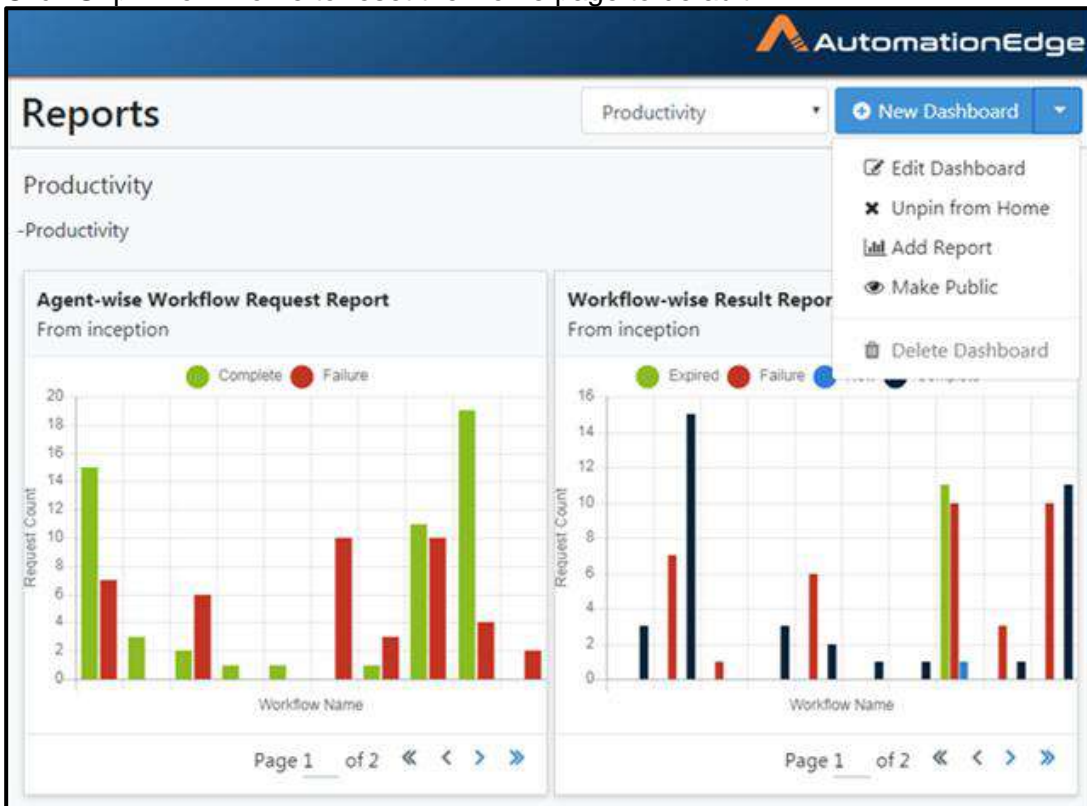 AutomationEdge
Reports
Productivity
New Dashboard
Edit Dashboard
Unpin from Home
Add Report
Make Public
Delete Dashboard
Productivity
-Productivity
Agent-wise Workflow Request Report
From inception
Complete Failure
20
18
16
14
12
10
8
6
4
2
0
Request Count
Workflow Name
Page 1 of 2 « < > »
Workflow-wise Result Repor
From inception
Expired Failure
16
14
12
10
8
6
4
2
0
Request Count
Workflow Name
Page 1 of 2 « < > »